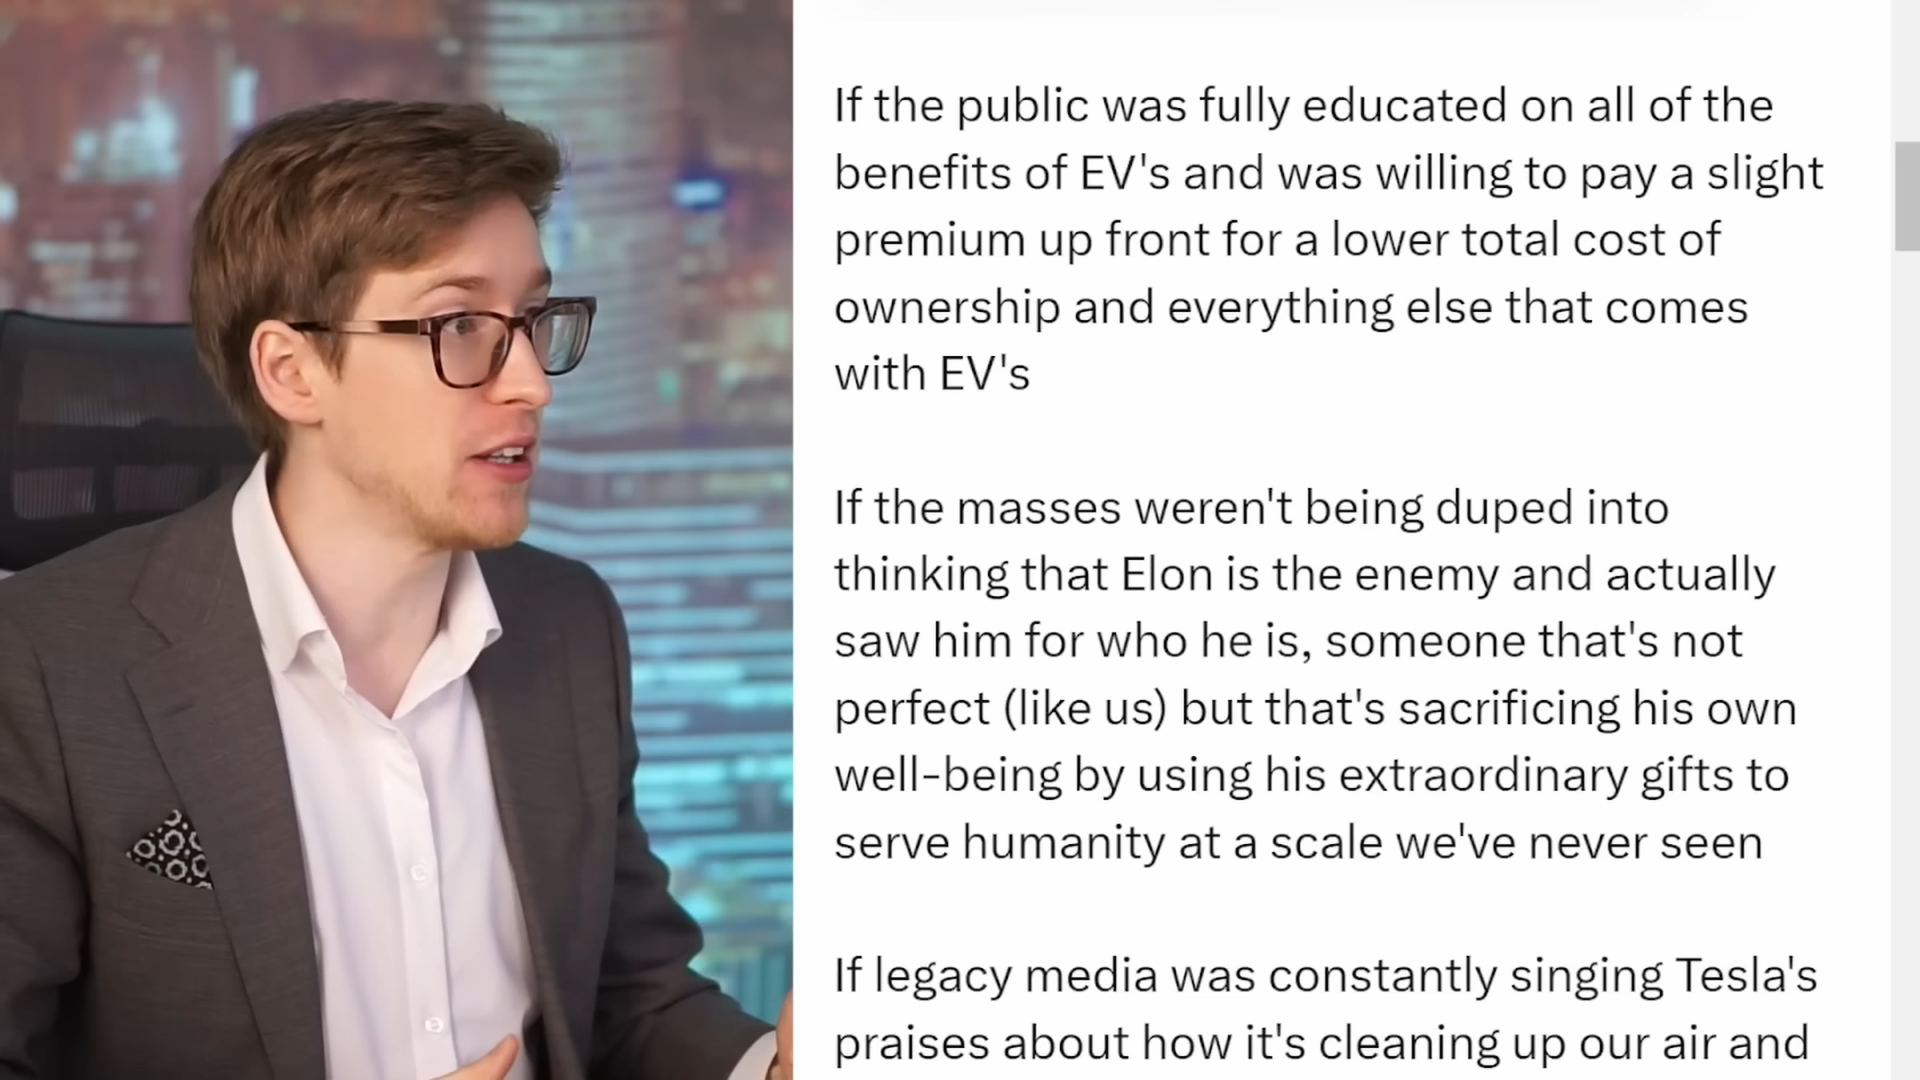 If the public was fully educated on all of the
benefits of EV's and was willing to pay a slight
premium up front for a lower total cost of
ownership and everything else that comes
with EV's
If the masses weren't being duped into
thinking that Elon is the enemy and actually
saw him for who he is, someone that's not
perfect (like us) but that's sacrificing his own
well-being by using his extraordinary gifts to
serve humanity at a scale we've never seen
If legacy media was constantly singing Tesla's
praises about how it's cleaning up our air and